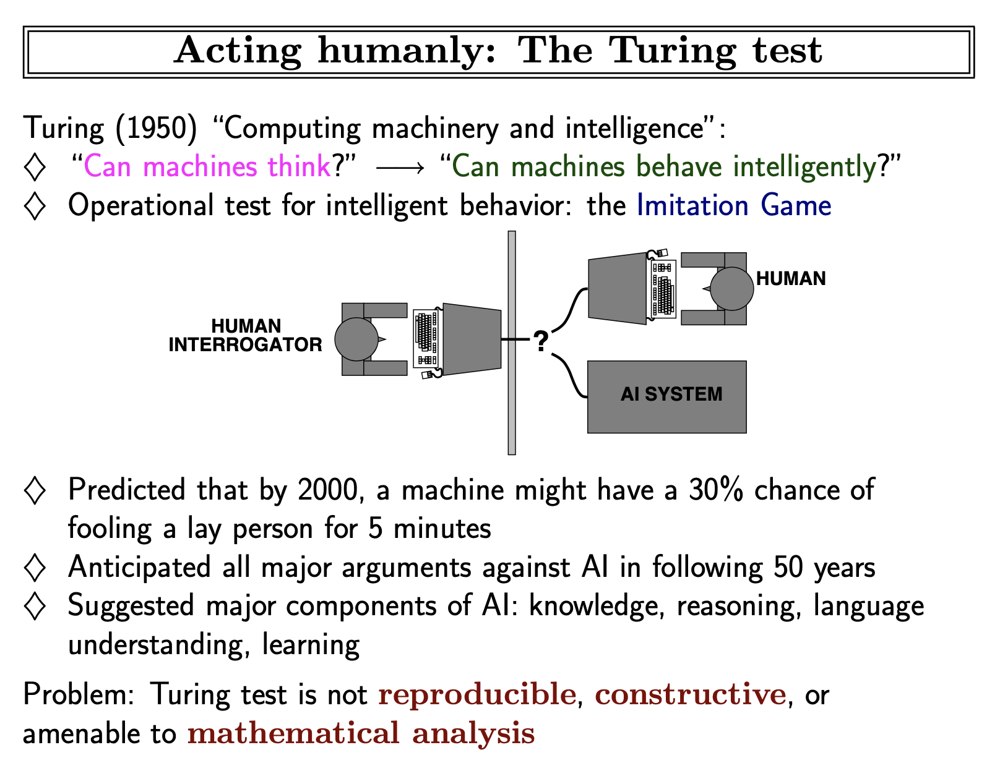 Acting humanly: The Turing test
Turing (1950) “Computing machinery and intelligence”:
♢ “Can machines think?” ⟶ “Can machines behave intelligently?”
♢ Operational test for intelligent behavior: the Imitation Game
HUMAN
HUMAN
INTERROGATOR
?
AI SYSTEM
♢ Predicted that by 2000, a machine might have a 30% chance of
fooling a lay person for 5 minutes
♢ Anticipated all major arguments against AI in following 50 years
♢ Suggested major components of AI: knowledge, reasoning, language
understanding, learning
Problem: Turing test is not reproducible, constructive, or
amenable to mathematical analysis